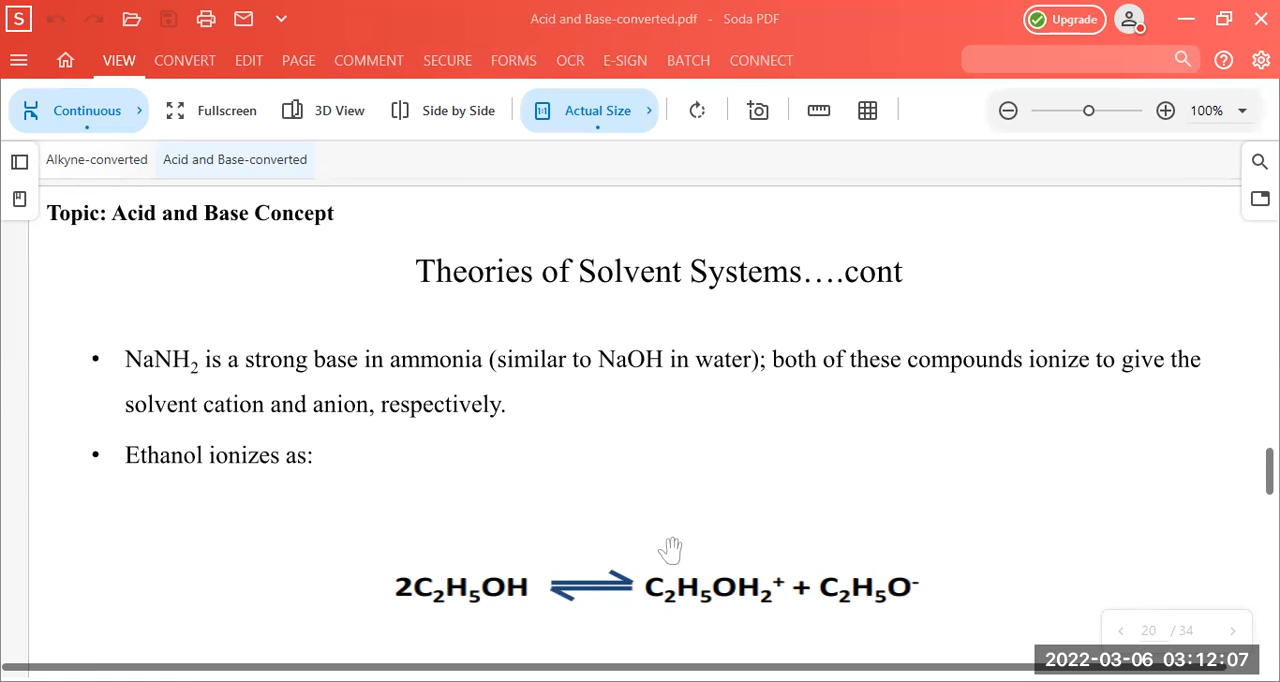 S
Acid and Base-converted.pdf - Soda PDF
Upgrade
VIEW CONVERT EDIT PAGE COMMENT SECURE FORMS OCR E-SIGN BATCH CONNECT
Continuous Fullscreen 3D View Side by Side 1:1 Actual Size 100%
Alkyne-converted Acid and Base-converted
Topic: Acid and Base Concept
Theories of Solvent Systems….cont
• NaNH₂ is a strong base in ammonia (similar to NaOH in water); both of these compounds ionize to give the
solvent cation and anion, respectively.
• Ethanol ionizes as:
2C₂H₅OH ⇌ C₂H₅OH₂⁺ + C₂H₅O⁻
20 / 34
2022-03-06 03:12:07